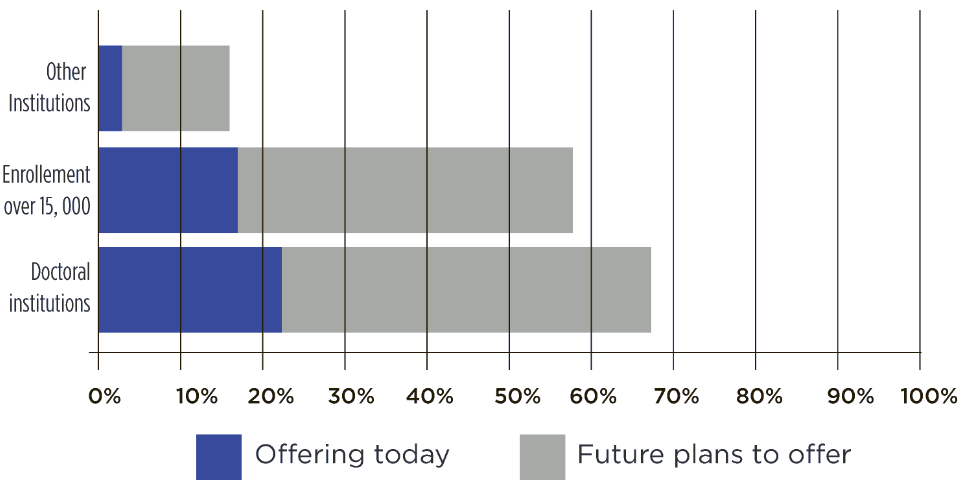 Other
Institutions
Enrollement
over 15, 000
Doctoral
institutions
0% 10% 20% 30% 40% 50% 60% 70% 80% 90% 100%
Offering today Future plans to offer